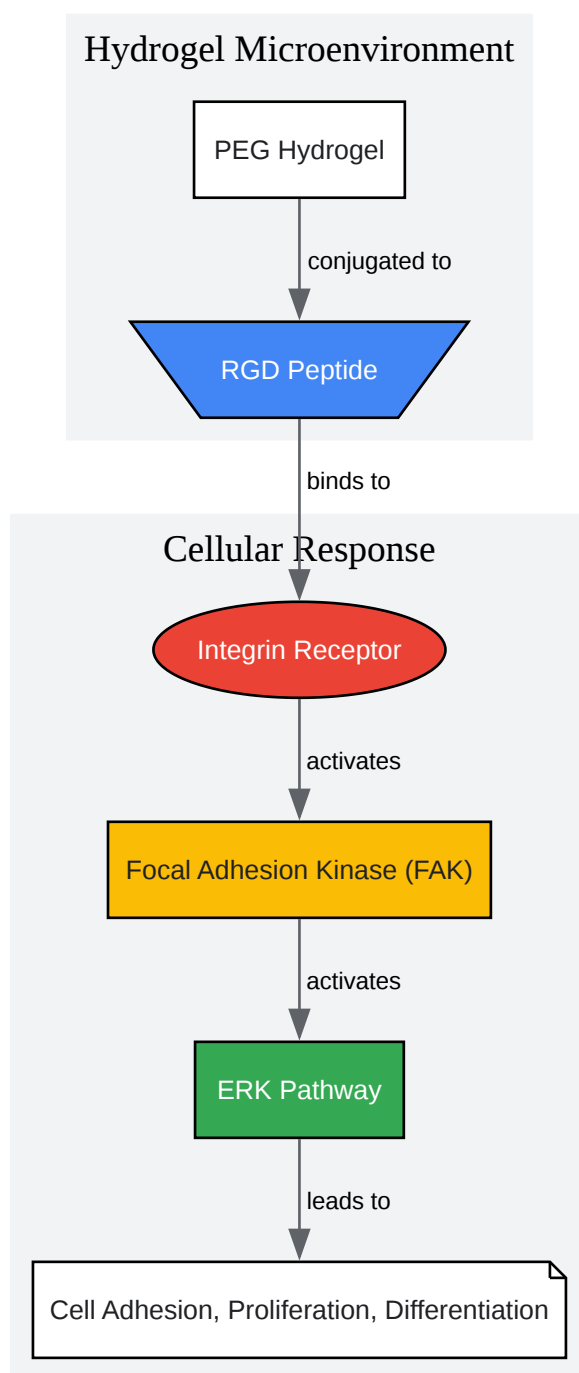 Hydrogel Microenvironment
PEG Hydrogel
conjugated to
RGD Peptide
binds to
Cellular Response
Integrin Receptor
activates
Focal Adhesion Kinase (FAK)
activates
ERK Pathway
leads to
Cell Adhesion, Proliferation, Differentiation